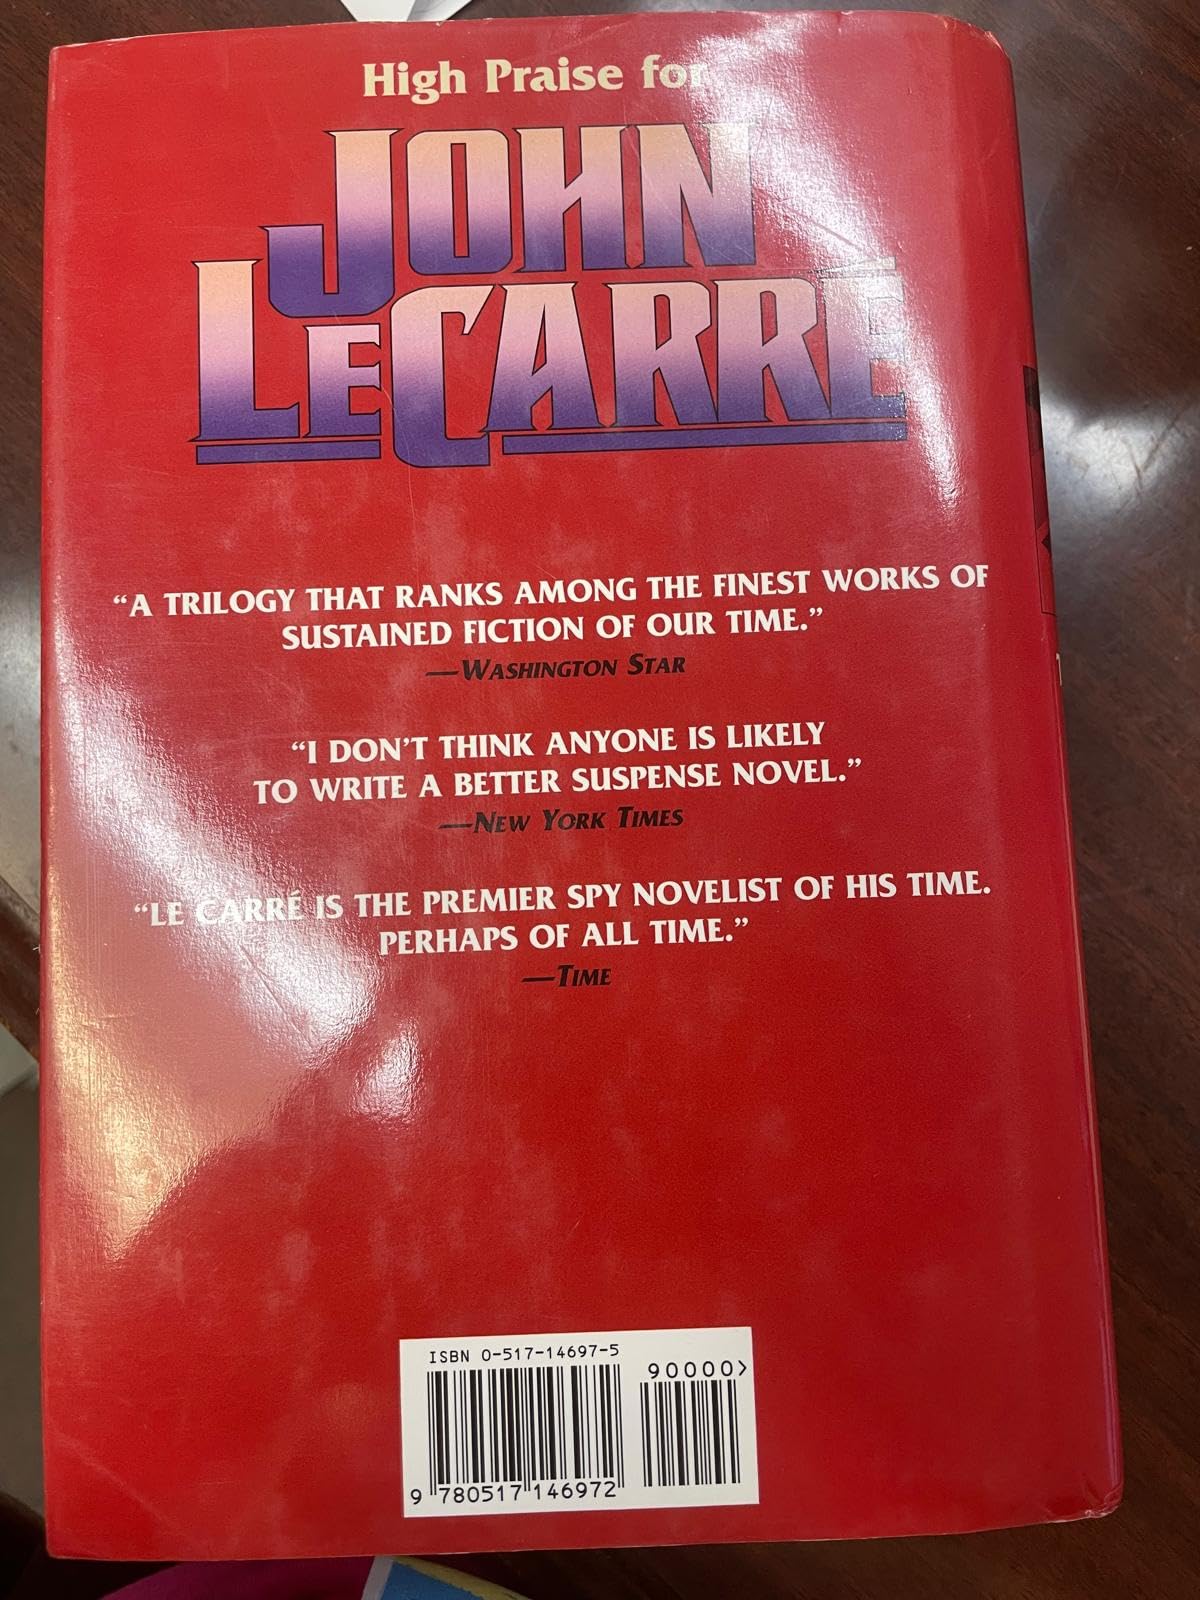 High Praise for
JOHN
LECARRÉ
“A TRILOGY THAT RANKS AMONG THE FINEST WORKS OF
SUSTAINED FICTION OF OUR TIME.”
—WASHINGTON STAR
“I DON’T THINK ANYONE IS LIKELY
TO WRITE A BETTER SUSPENSE NOVEL.”
—NEW YORK TIMES
“LE CARRÉ IS THE PREMIER SPY NOVELIST OF HIS TIME.
PERHAPS OF ALL TIME.”
—TIME
ISBN 0-517-14697-5
90000>
9 780517 146972